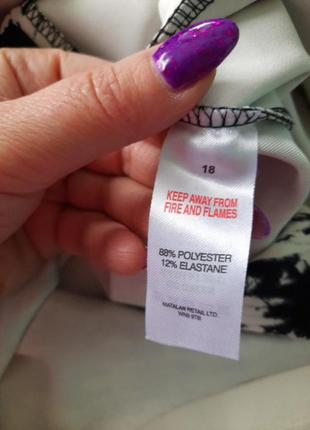 18
KEEP AWAY FROM
FIRE AND FLAMES
88% POLYESTER
12% ELASTANE
MATALAN RETAIL LTD.